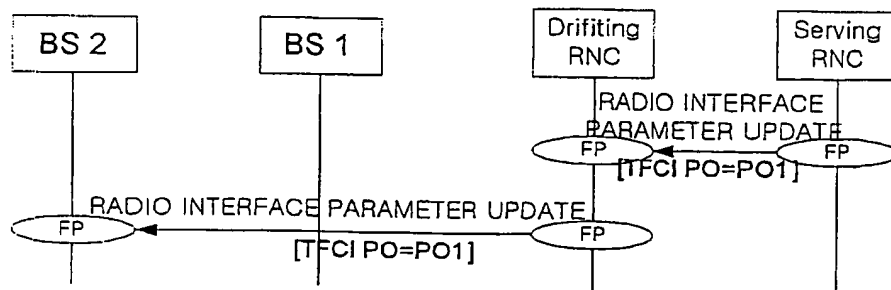 BS 2
BS 1
Drifiting
RNC
Serving
RNC
RADIO INTERFACE
PARAMETER UPDATE
FP
FP
[TFCI PO=PO1]
RADIO INTERFACE PARAMETER UPDATE
FP
FP
[TFCI PO=PO1]